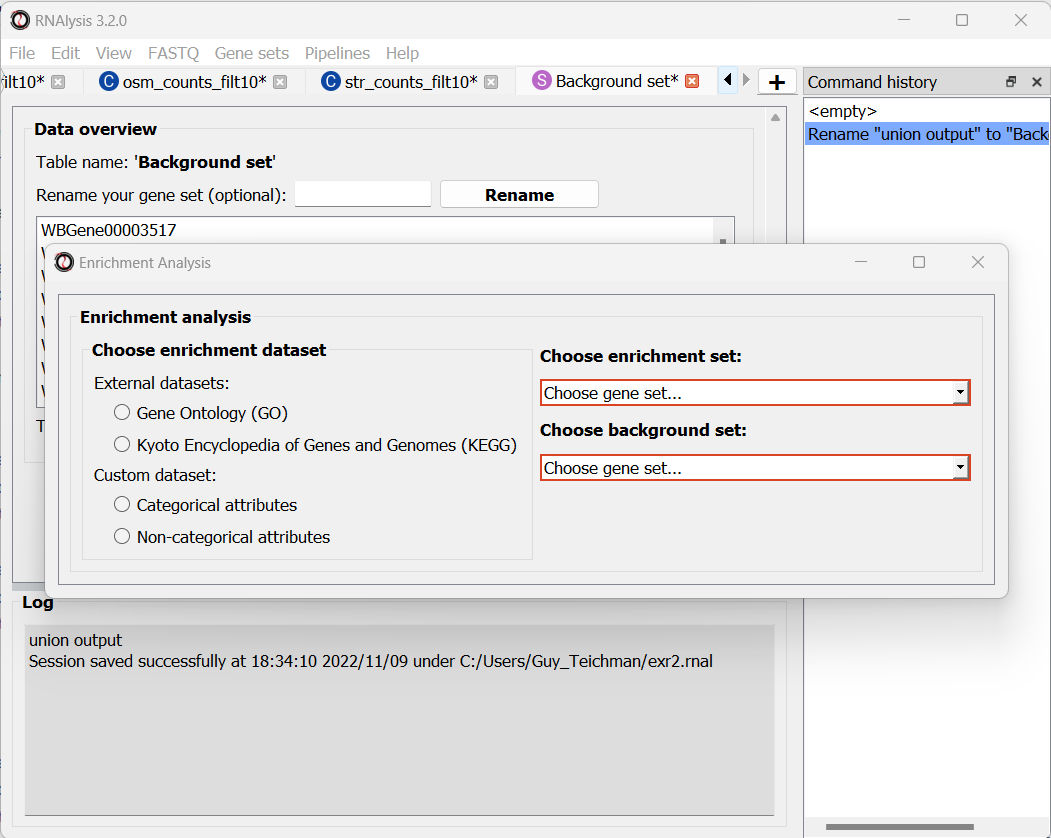 RNAlysis 3.2.0
File Edit View FASTQ Gene sets Pipelines Help
filt10* osm_counts_filt10* str_counts_filt10* Background set*
Command history
<empty>
Rename "union output" to "Back
Data overview
Table name: 'Background set'
Rename your gene set (optional): Rename
WBGene00003517
Enrichment Analysis
Enrichment analysis
Choose enrichment dataset
External datasets:
Gene Ontology (GO)
Kyoto Encyclopedia of Genes and Genomes (KEGG)
Custom dataset:
Categorical attributes
Non-categorical attributes
Choose enrichment set:
Choose gene set...
Choose background set:
Choose gene set...
Log
union output
Session saved successfully at 18:34:10 2022/11/09 under C:/Users/Guy_Teichman/exr2.rnal